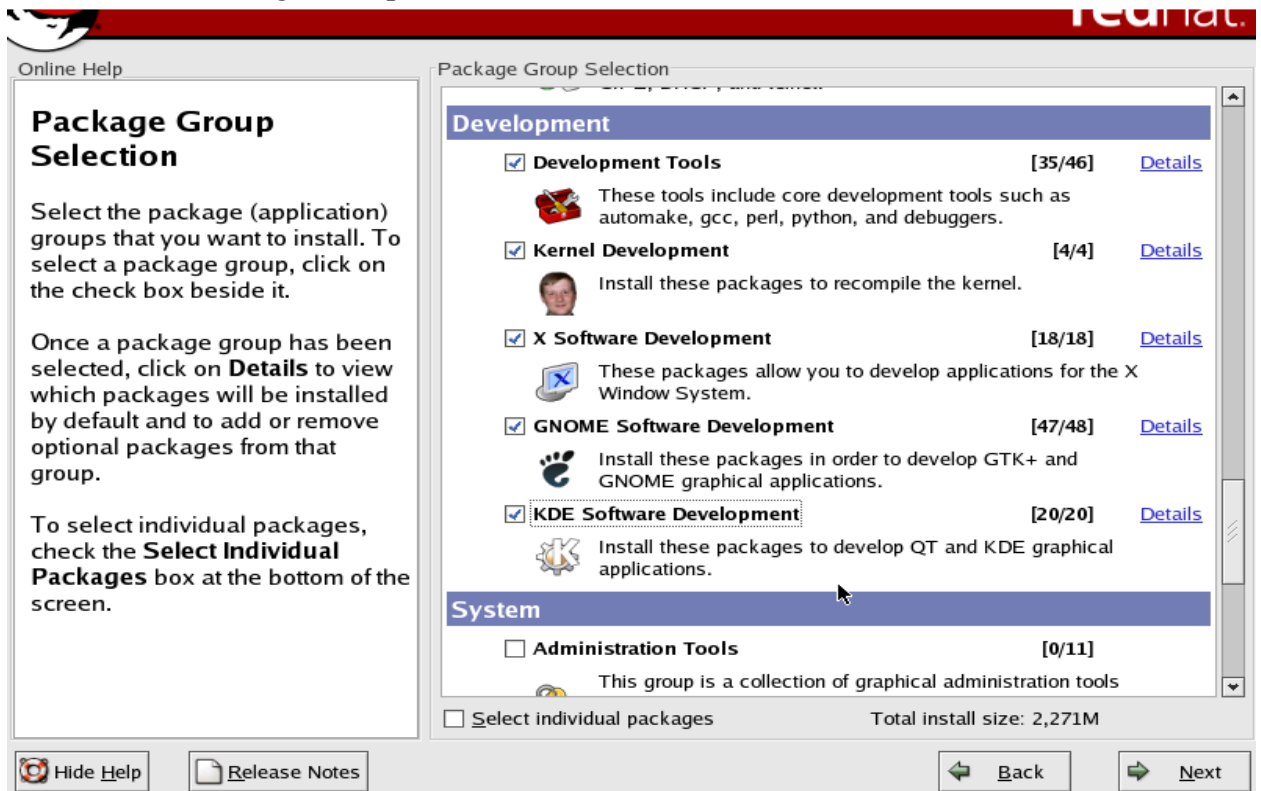 redhat.
Online Help
Package Group
Selection
Select the package (application)
groups that you want to install. To
select a package group, click on
the check box beside it.
Once a package group has been
selected, click on Details to view
which packages will be installed
by default and to add or remove
optional packages from that
group.
To select individual packages,
check the Select Individual
Packages box at the bottom of the
screen.
Package Group Selection
Development
Development Tools [35/46] Details
These tools include core development tools such as
automake, gcc, perl, python, and debuggers.
Kernel Development [4/4] Details
Install these packages to recompile the kernel.
X Software Development [18/18] Details
These packages allow you to develop applications for the X
Window System.
GNOME Software Development [47/48] Details
Install these packages in order to develop GTK+ and
GNOME graphical applications.
KDE Software Development [20/20] Details
Install these packages to develop QT and KDE graphical
applications.
System
Administration Tools [0/11]
This group is a collection of graphical administration tools
Select individual packages Total install size: 2,271M
Hide Help Release Notes Back Next